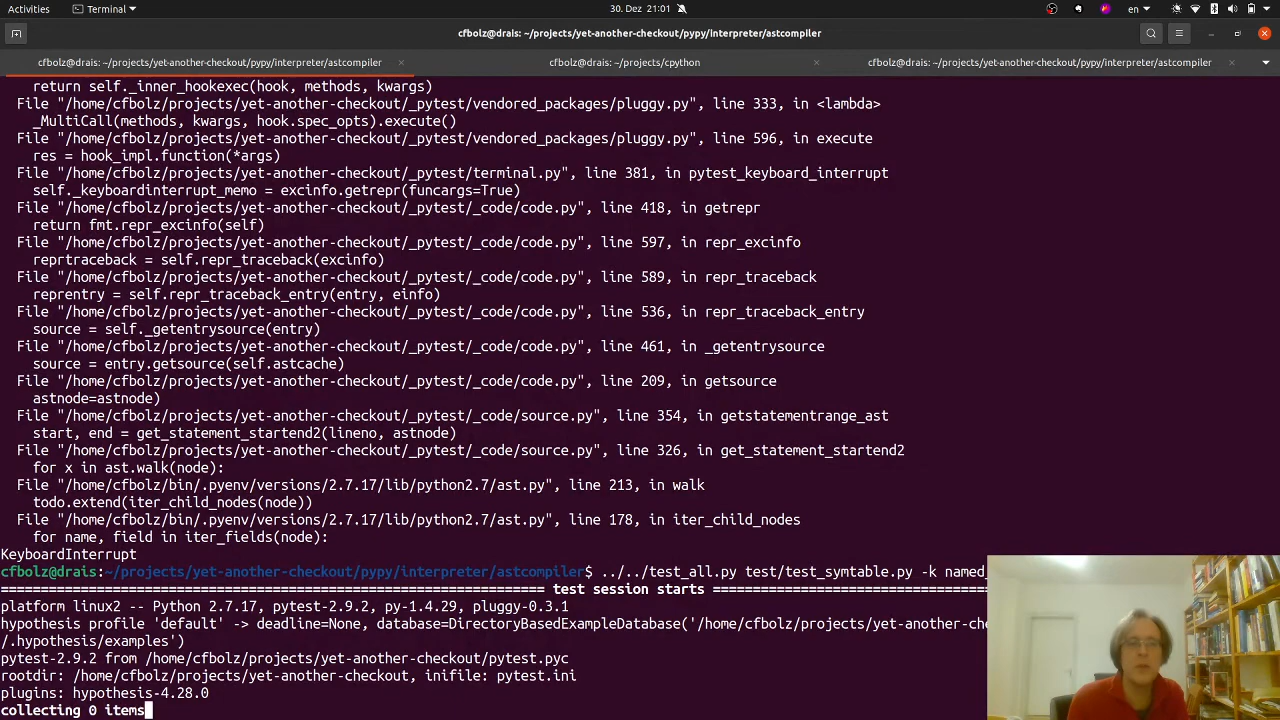 Activities
Terminal
30. Dez 21:01
en
cfbolz@drais: ~/projects/yet-another-checkout/pypy/interpreter/astcompiler
cfbolz@drais: ~/projects/yet-another-checkout/pypy/interpreter/astcompiler
cfbolz@drais: ~/projects/cpython
cfbolz@drais: ~/projects/yet-another-checkout/pypy/interpreter/astcompiler
return self._inner_hookexec(hook, methods, kwargs)
File "/home/cfbolz/projects/yet-another-checkout/_pytest/vendored_packages/pluggy.py", line 333, in <lambda>
_MultiCall(methods, kwargs, hook.spec_opts).execute()
File "/home/cfbolz/projects/yet-another-checkout/_pytest/vendored_packages/pluggy.py", line 596, in execute
res = hook_impl.function(*args)
File "/home/cfbolz/projects/yet-another-checkout/_pytest/terminal.py", line 381, in pytest_keyboard_interrupt
self._keyboardinterrupt_memo = excinfo.getrepr(funcargs=True)
File "/home/cfbolz/projects/yet-another-checkout/_pytest/_code/code.py", line 418, in getrepr
return fmt.repr_excinfo(self)
File "/home/cfbolz/projects/yet-another-checkout/_pytest/_code/code.py", line 597, in repr_excinfo
reprtraceback = self.repr_traceback(excinfo)
File "/home/cfbolz/projects/yet-another-checkout/_pytest/_code/code.py", line 589, in repr_traceback
reprentry = self.repr_traceback_entry(entry, einfo)
File "/home/cfbolz/projects/yet-another-checkout/_pytest/_code/code.py", line 536, in repr_traceback_entry
source = self._getentrysource(entry)
File "/home/cfbolz/projects/yet-another-checkout/_pytest/_code/code.py", line 461, in _getentrysource
source = entry.getsource(self.astcache)
File "/home/cfbolz/projects/yet-another-checkout/_pytest/_code/code.py", line 209, in getsource
astnode=astnode)
File "/home/cfbolz/projects/yet-another-checkout/_pytest/_code/source.py", line 354, in getstatementrange_ast
start, end = get_statement_startend2(lineno, astnode)
File "/home/cfbolz/projects/yet-another-checkout/_pytest/_code/source.py", line 326, in get_statement_startend2
for x in ast.walk(node):
File "/home/cfbolz/bin/.pyenv/versions/2.7.17/lib/python2.7/ast.py", line 213, in walk
todo.extend(iter_child_nodes(node))
File "/home/cfbolz/bin/.pyenv/versions/2.7.17/lib/python2.7/ast.py", line 178, in iter_child_nodes
for name, field in iter_fields(node):
KeyboardInterrupt
cfbolz@drais:~/projects/yet-another-checkout/pypy/interpreter/astcompiler$ ../../test_all.py test/test_symtable.py -k named_
==================================================================== test session starts ==================================
platform linux2 -- Python 2.7.17, pytest-2.9.2, py-1.4.29, pluggy-0.3.1
hypothesis profile 'default' -> deadline=None, database=DirectoryBasedExampleDatabase('/home/cfbolz/projects/yet-another-checkout
/.hypothesis/examples')
pytest-2.9.2 from /home/cfbolz/projects/yet-another-checkout/pytest.pyc
rootdir: /home/cfbolz/projects/yet-another-checkout, inifile: pytest.ini
plugins: hypothesis-4.28.0
collecting 0 items